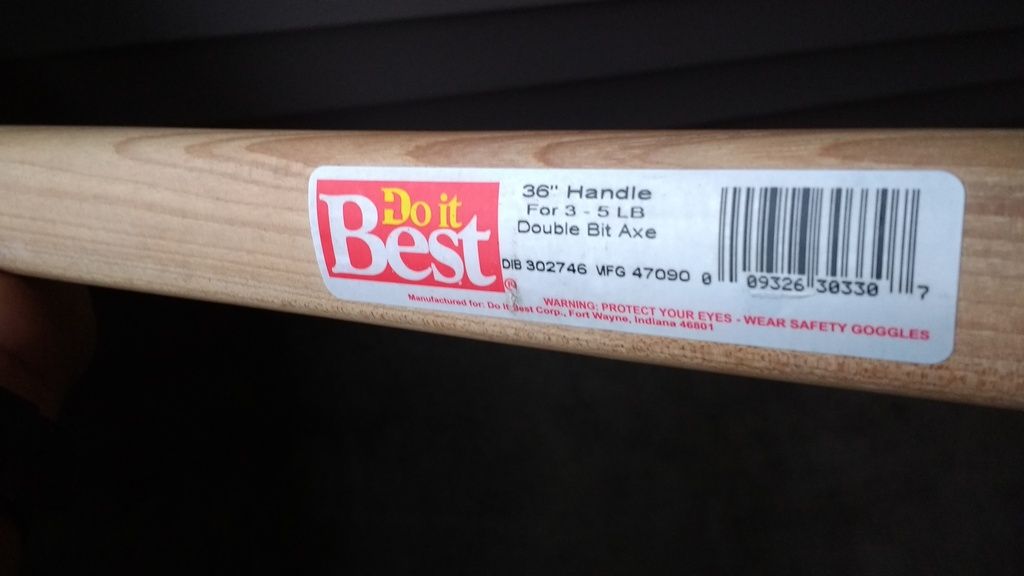 Do it
Best®
36" Handle
For 3 - 5 LB
Double Bit Axe
DIB 302746 MFG 47090
0 09326 30330 7
WARNING: PROTECT YOUR EYES - WEAR SAFETY GOGGLES
Manufactured for: Do It Best Corp., Fort Wayne, Indiana 46801